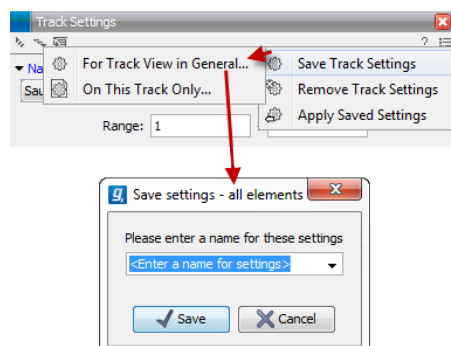 Track Settings
?
Na
Sau
For Track View in General...
On This Track Only...
Save Track Settings
Remove Track Settings
Apply Saved Settings
Range: 1
Save settings - all elements
Please enter a name for these settings
<Enter a name for settings>
Save
Cancel